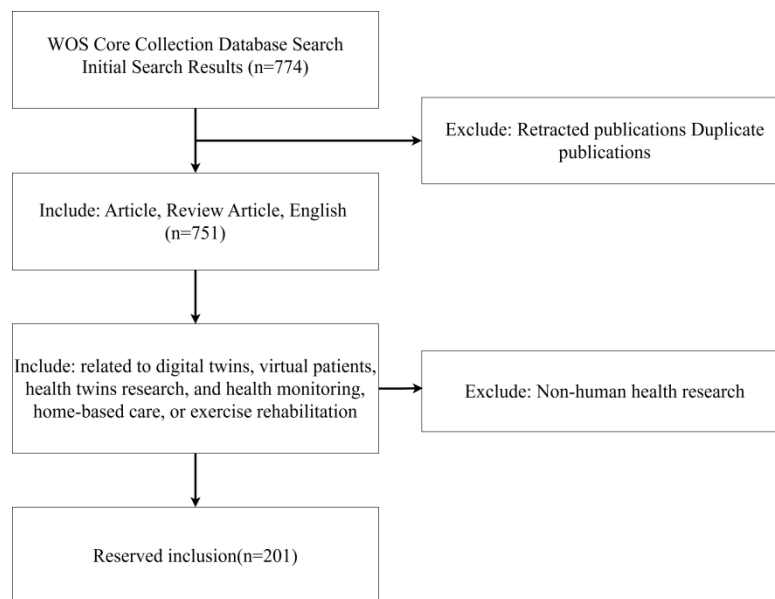 WOS Core Collection Database Search
Initial Search Results (n=774)
Exclude: Retracted publications Duplicate
publications
Include: Article, Review Article, English
(n=751)
Include: related to digital twins, virtual patients,
health twins research, and health monitoring,
home-based care, or exercise rehabilitation
Exclude: Non-human health research
Reserved inclusion(n=201)